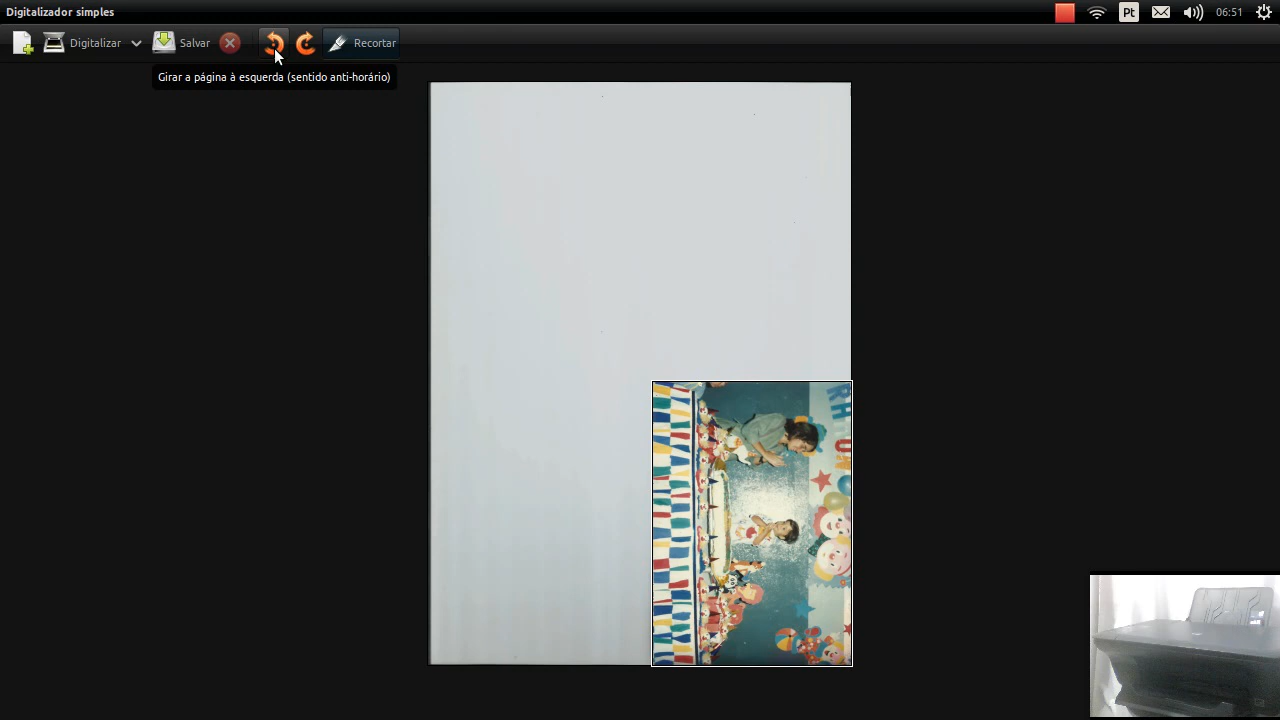 Digitalizador simples
Pt
06:51
Digitalizar
Salvar
Recortar
Girar a página à esquerda (sentido anti-horário)